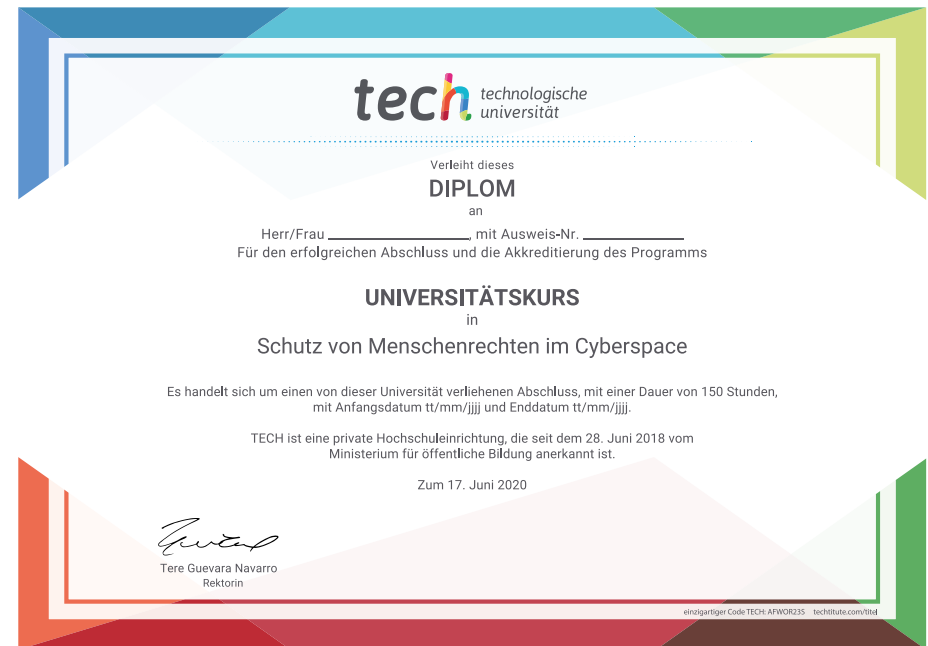 tech technologische
universität
Verleiht dieses
DIPLOM
an
Herr/Frau ____________________, mit Ausweis-Nr. ______________
Für den erfolgreichen Abschluss und die Akkreditierung des Programms
UNIVERSITÄTSKURS
in
Schutz von Menschenrechten im Cyberspace
Es handelt sich um einen von dieser Universität verliehenen Abschluss, mit einer Dauer von 150 Stunden,
mit Anfangsdatum tt/mm/jjjj und Enddatum tt/mm/jjjj.
TECH ist eine private Hochschuleinrichtung, die seit dem 28. Juni 2018 vom
Ministerium für öffentliche Bildung anerkannt ist.
Zum 17. Juni 2020
Tere Guevara Navarro
Rektorin
einzigartiger Code TECH: AFWOR23S techtitute.com/titel